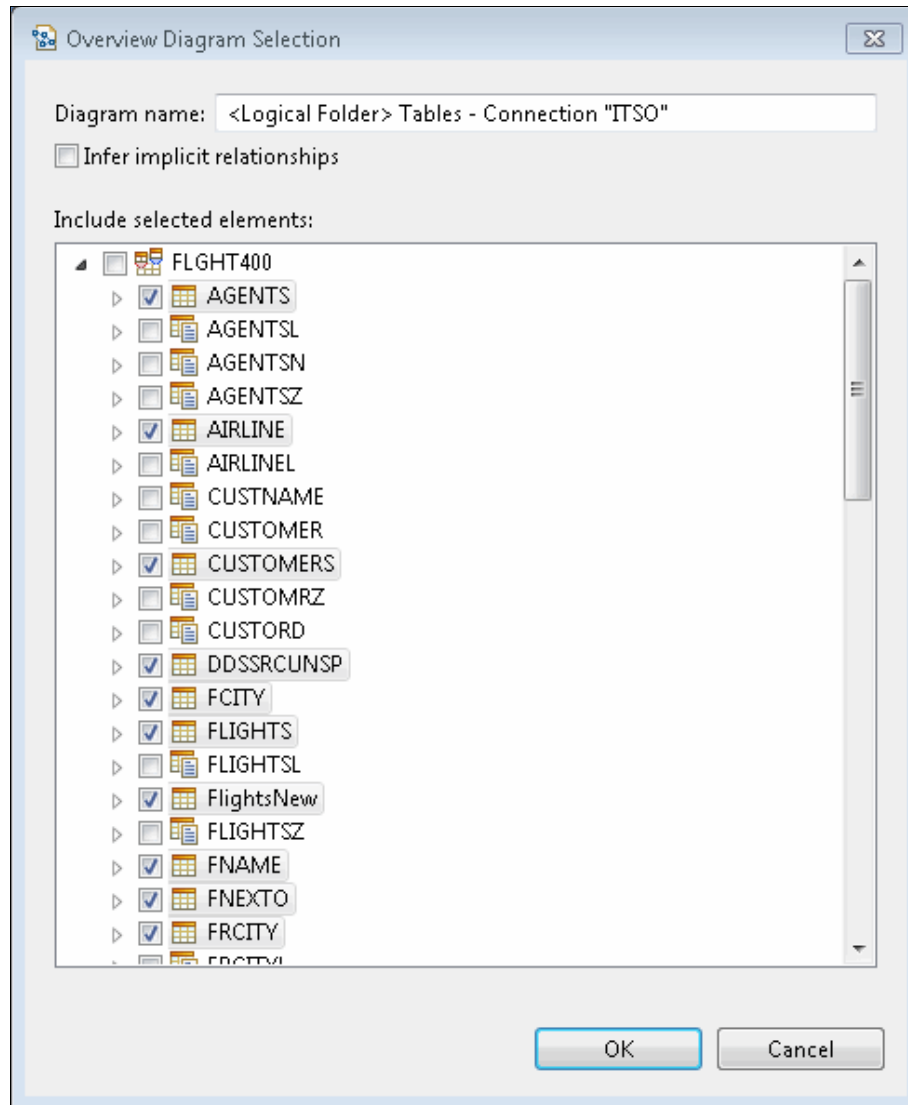 Overview Diagram Selection
Diagram name: <Logical Folder> Tables - Connection "ITSO"
Infer implicit relationships
Include selected elements:
FLGHT400
AGENTS
AGENTSL
AGENTSN
AGENTSZ
AIRLINE
AIRLINEL
CUSTNAME
CUSTOMER
CUSTOMERS
CUSTOMRZ
CUSTORD
DDSSRCUNSP
FCITY
FLIGHTS
FLIGHTSL
FlightsNew
FLIGHTSZ
FNAME
FNEXTO
FRCITY
OK Cancel